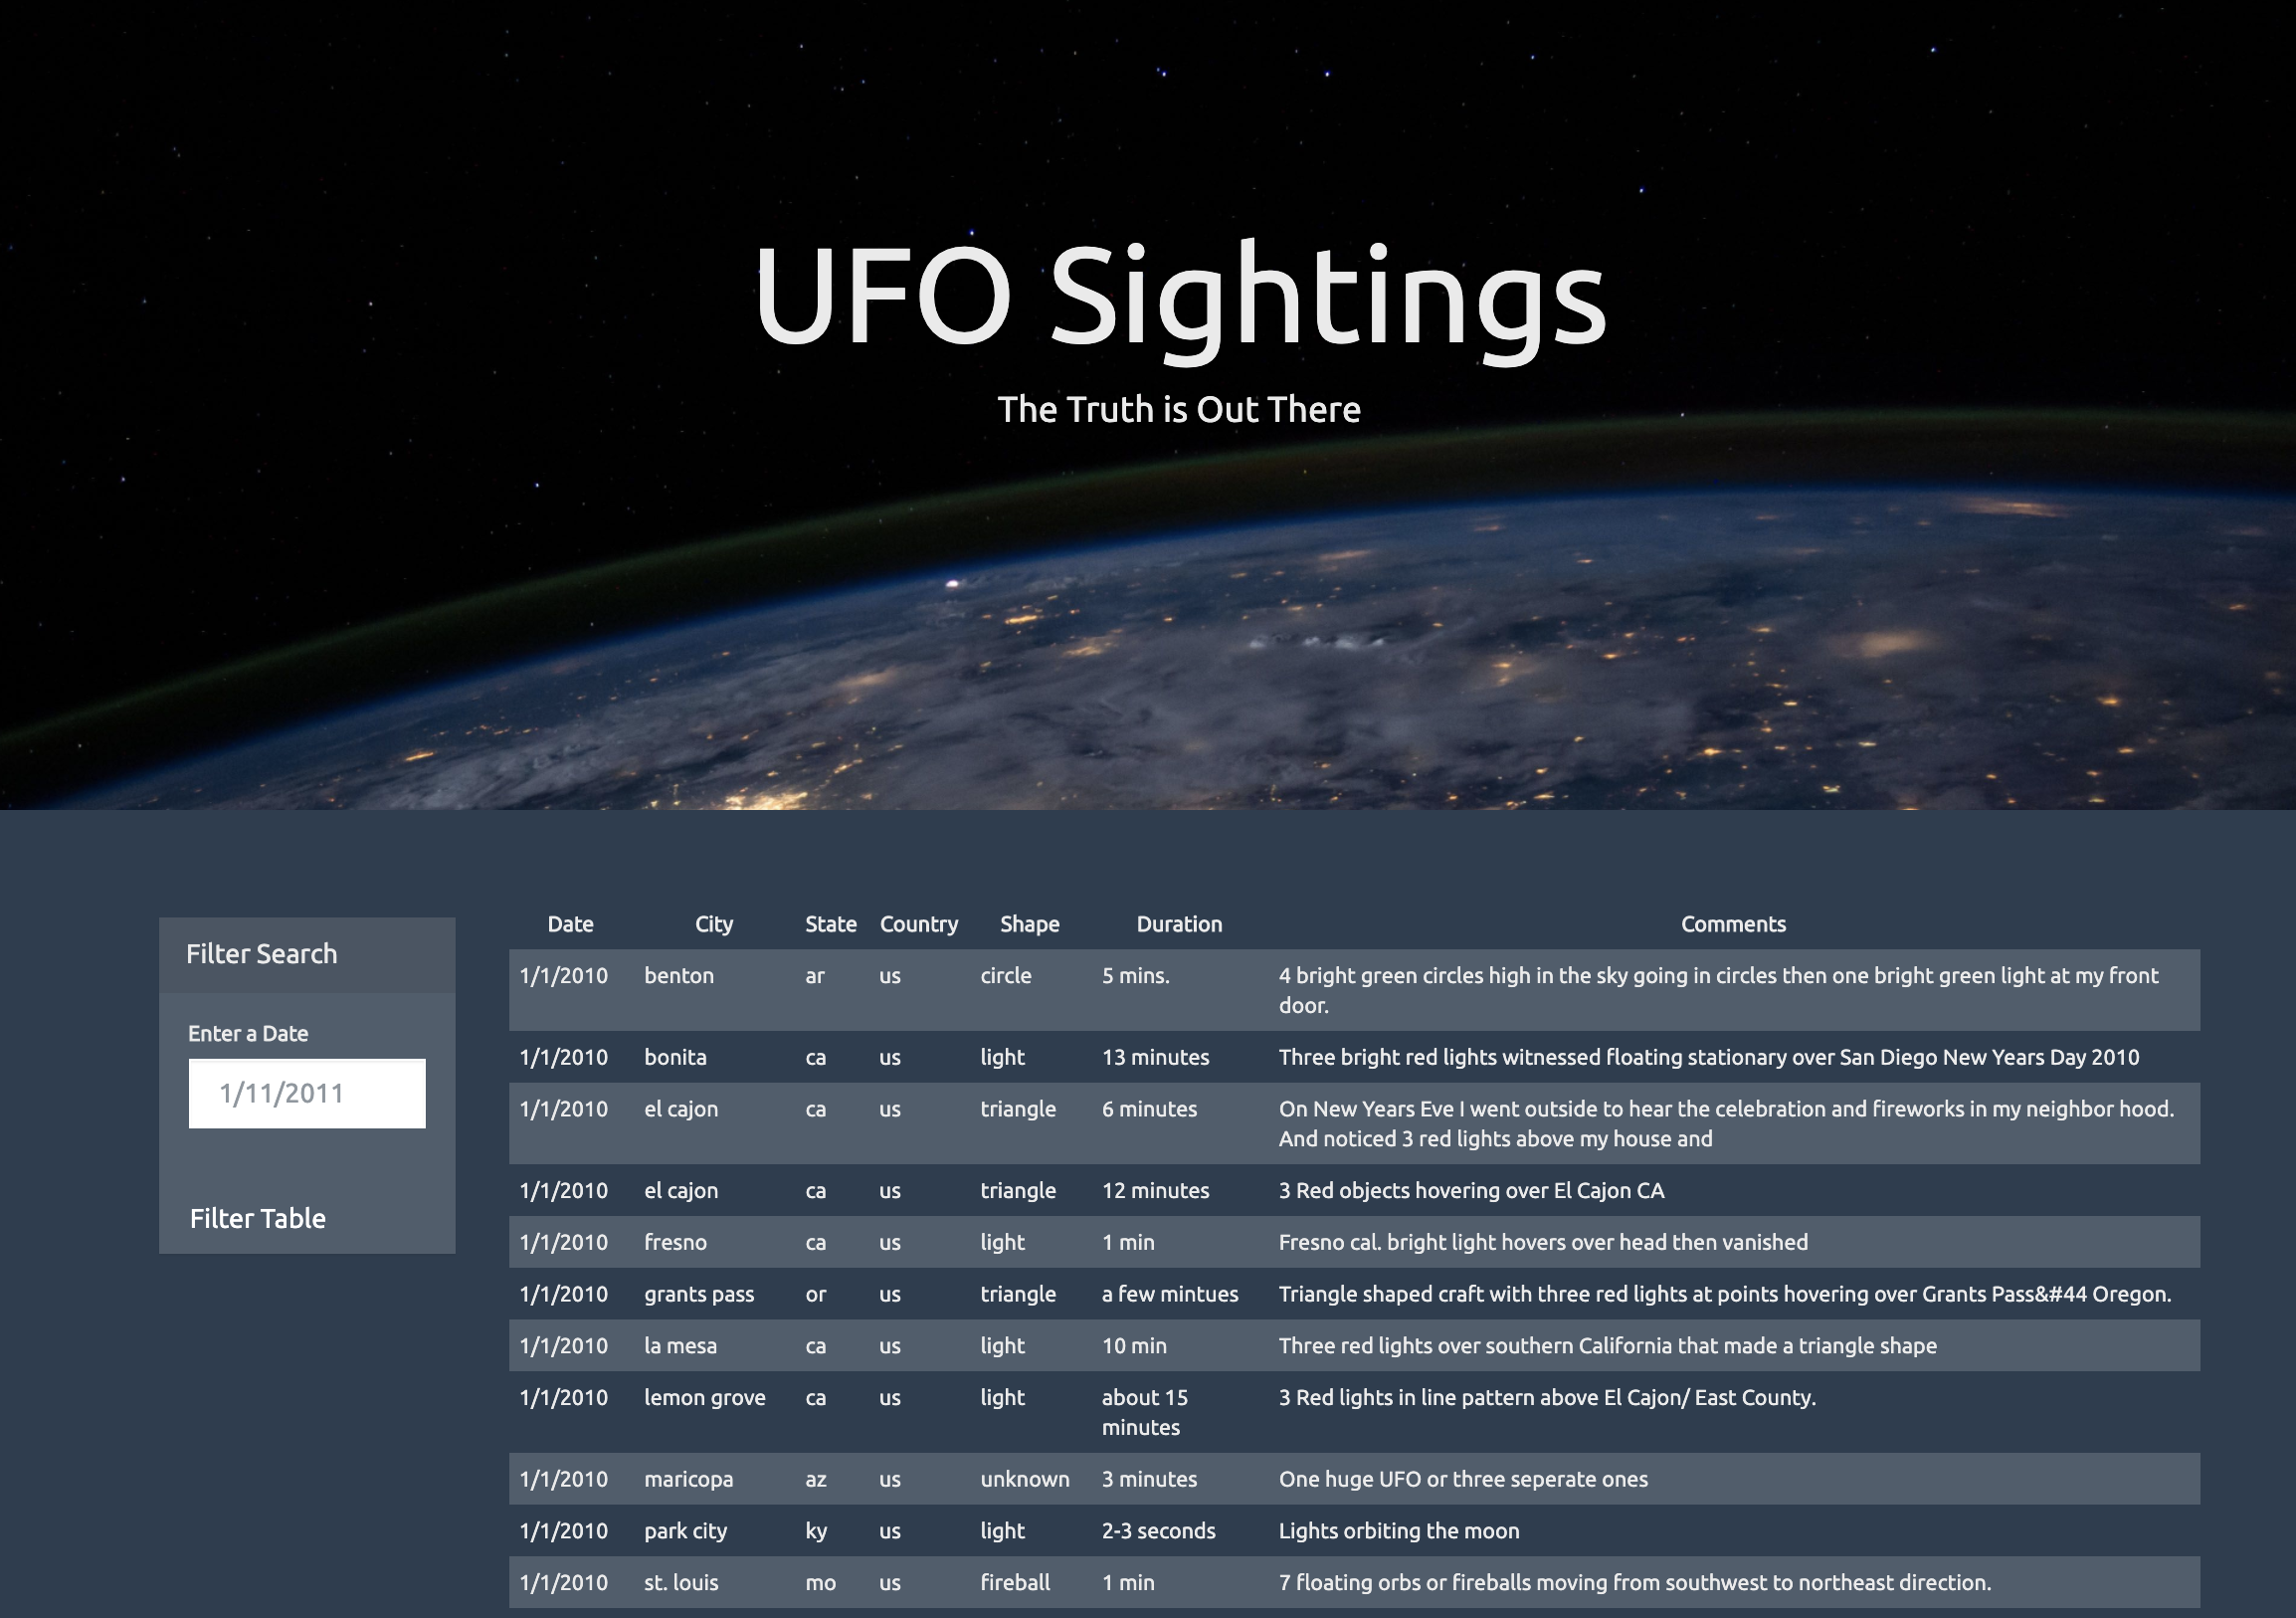 UFO Sightings
The Truth is Out There
Filter Search
Enter a Date
1/11/2011
Filter Table
Date City State Country Shape Duration Comments
1/1/2010 benton ar us circle 5 mins. 4 bright green circles high in the sky going in circles then one bright green light at my front
door.
1/1/2010 bonita ca us light 13 minutes Three bright red lights witnessed floating stationary over San Diego New Years Day 2010
1/1/2010 el cajon ca us triangle 6 minutes On New Years Eve I went outside to hear the celebration and fireworks in my neighbor hood.
And noticed 3 red lights above my house and
1/1/2010 el cajon ca us triangle 12 minutes 3 Red objects hovering over El Cajon CA
1/1/2010 fresno ca us light 1 min Fresno cal. bright light hovers over head then vanished
1/1/2010 grants pass or us triangle a few mintues Triangle shaped craft with three red lights at points hovering over Grants Pass&#44 Oregon.
1/1/2010 la mesa ca us light 10 min Three red lights over southern California that made a triangle shape
1/1/2010 lemon grove ca us light about 15 3 Red lights in line pattern above El Cajon/ East County.
minutes
1/1/2010 maricopa az us unknown 3 minutes One huge UFO or three seperate ones
1/1/2010 park city ky us light 2-3 seconds Lights orbiting the moon
1/1/2010 st. louis mo us fireball 1 min 7 floating orbs or fireballs moving from southwest to northeast direction.